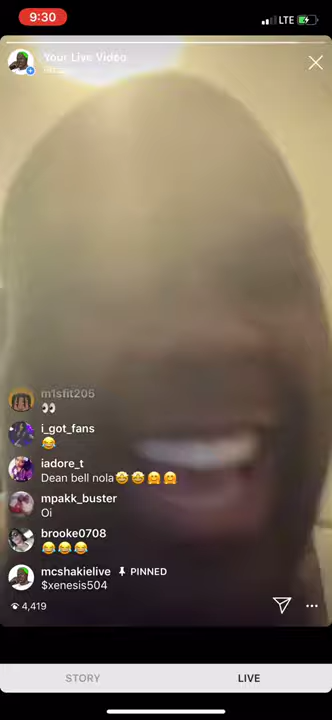 9:30
LTE
Your Live Video
m1sfit205
👀
i_got_fans
😂
iadore_t
Dean bell nola🤩🤩🤗🤗
mpakk_buster
Oi
brooke0708
😂😂😂
mcshakielive PINNED
$xenesis504
4,419
STORY
LIVE